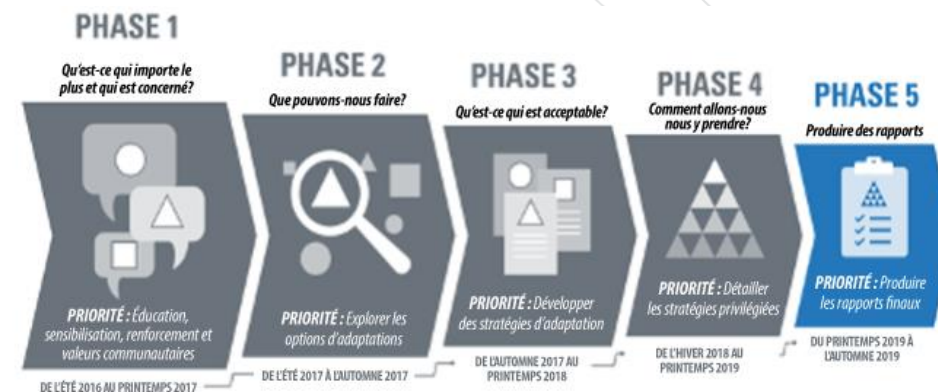 PHASE 1
Qu'est-ce qui importe le
plus et qui est concerné?
PRIORITÉ : Éducation,
sensibilisation, renforcement et
valeurs communautaires
DE L'ÉTÉ 2016 AU PRINTEMPS 2017
PHASE 2
Que pouvons-nous faire?
PRIORITÉ : Explorer les
options d'adaptations
DE L'ÉTÉ 2017 À L'AUTOMNE 2017
PHASE 3
Qu'est-ce qui est acceptable?
PRIORITÉ : Développer
des stratégies d'adaptation
DE L'AUTOMNE 2017 AU
PRINTEMPS 2018
PHASE 4
Comment allons-nous
nous y prendre?
PRIORITÉ : Détailler
les stratégies privilégiées
DE L'HIVER 2018 AU
PRINTEMPS 2019
PHASE 5
Produire des rapports
PRIORITÉ : Produire
les rapports finaux
DU PRINTEMPS 2019 À
L'AUTOMNE 2019